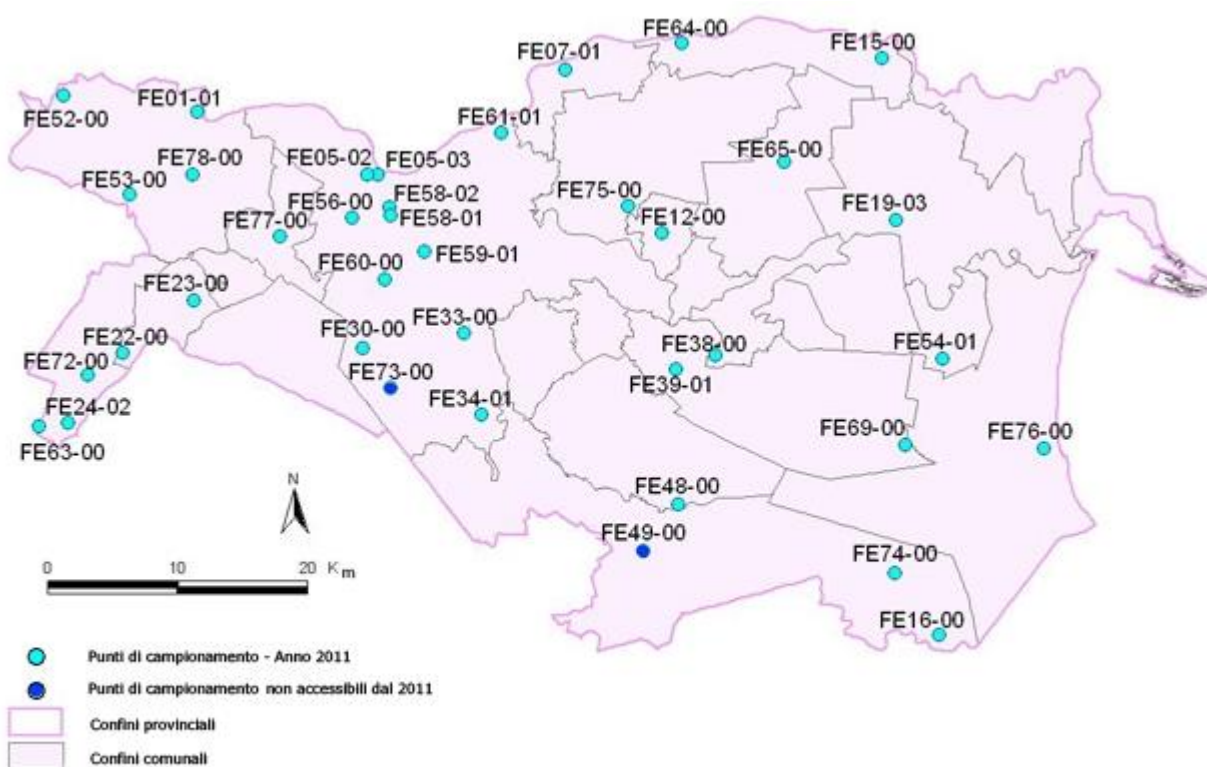 FE64-00
FE15-00
FE07-01
FE01-01
FE52-00
FE61-01
FE78-00
FE05-02
FE05-03
FE65-00
FE53-00
FE58-02
FE75-00
FE56-00
FE58-01
FE12-00
FE19-03
FE77-00
FE59-01
FE60-00
FE23-00
FE33-00
FE30-00
FE22-00
FE38-00
FE54-01
FE72-00
FE73-00
FE39-01
FE24-02
FE34-01
FE69-00
FE76-00
FE63-00
FE48-00
N
FE49-00
FE74-00
0 10 20 Km
FE16-00
Punti di campionamento - Anno 2011
Punti di campionamento non accessibili dal 2011
Confini provinciali
Confini comunali